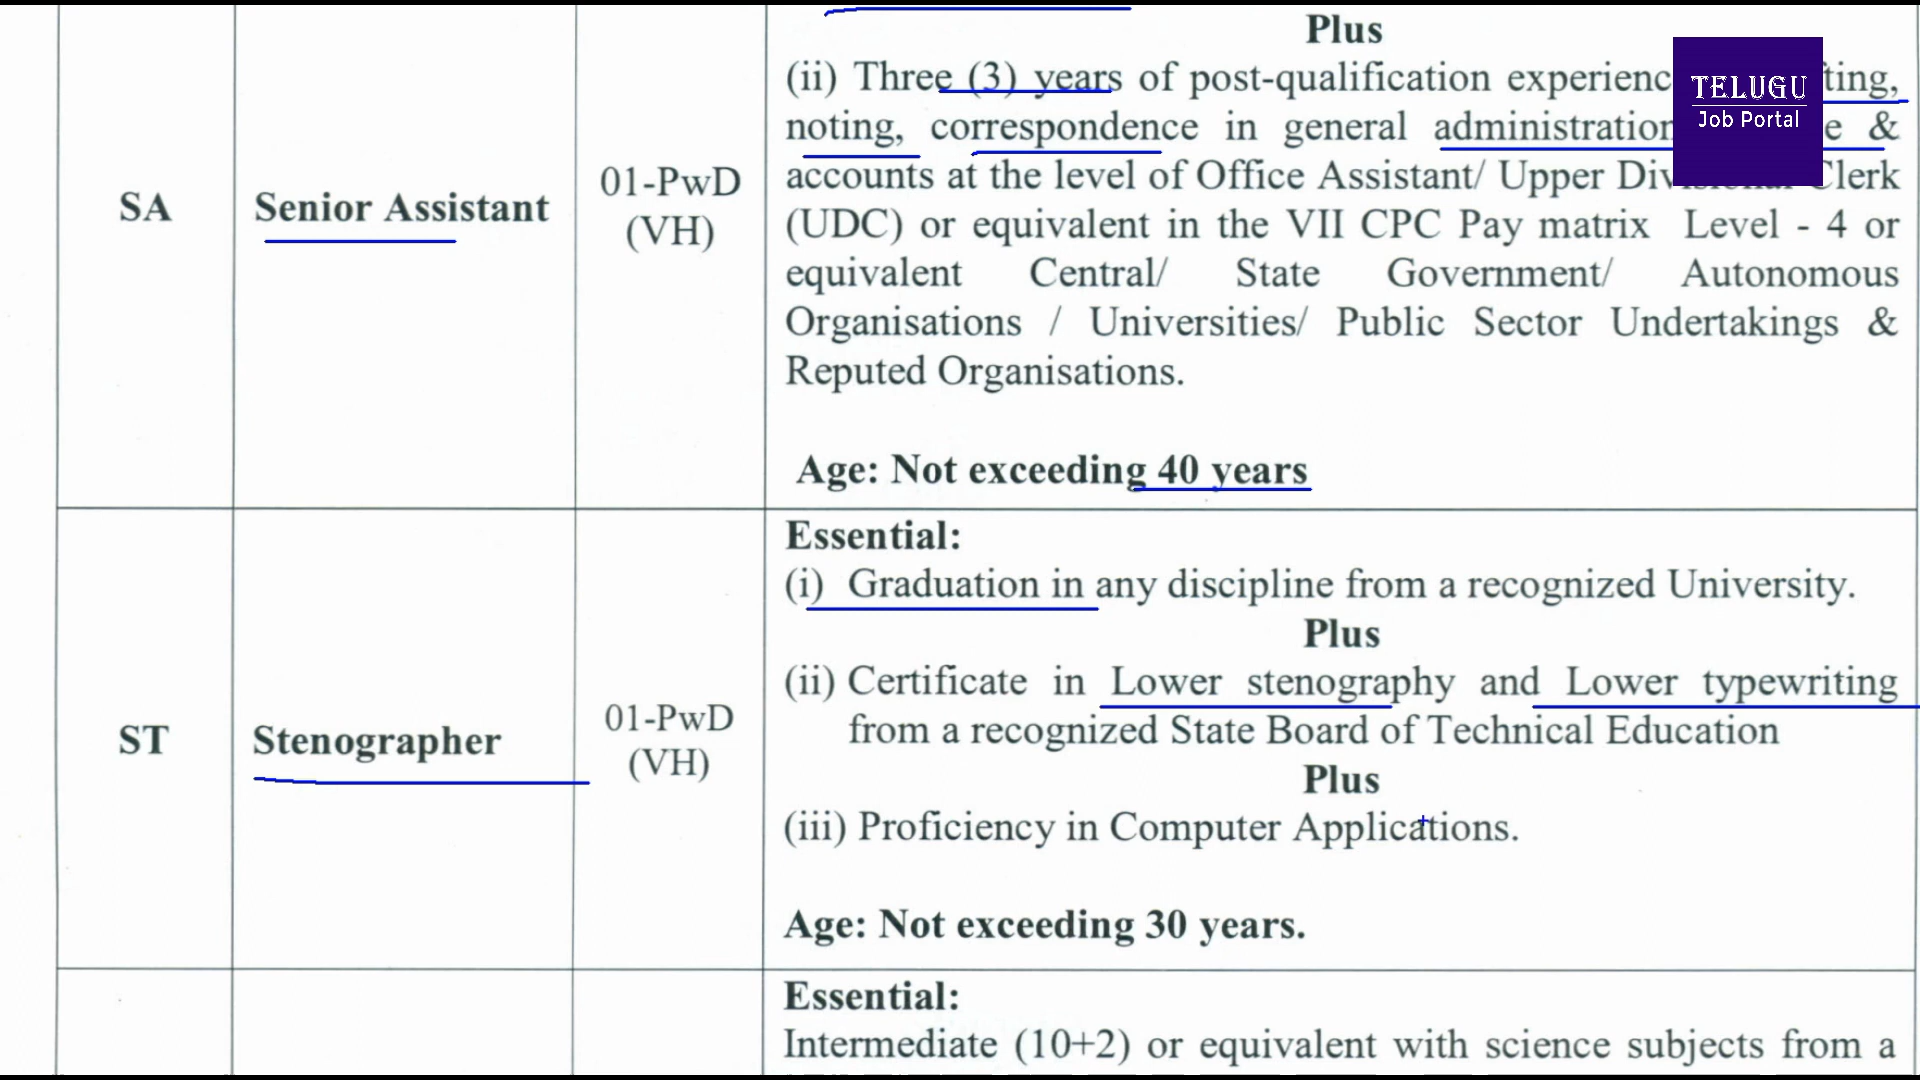 Plus
(ii) Three (3) years of post-qualification experienc ting,
noting, correspondence in general administration e &
accounts at the level of Office Assistant/ Upper Divisional Clerk
(UDC) or equivalent in the VII CPC Pay matrix Level - 4 or
equivalent Central/ State Government/ Autonomous
Organisations / Universities/ Public Sector Undertakings &
Reputed Organisations.
Age: Not exceeding 40 years
SA
Senior Assistant
01-PwD
(VH)
Essential:
(i) Graduation in any discipline from a recognized University.
Plus
(ii) Certificate in Lower stenography and Lower typewriting
from a recognized State Board of Technical Education
Plus
(iii) Proficiency in Computer Applications.
Age: Not exceeding 30 years.
ST
Stenographer
01-PwD
(VH)
Essential:
Intermediate (10+2) or equivalent with science subjects from a
TELUGU
Job Portal